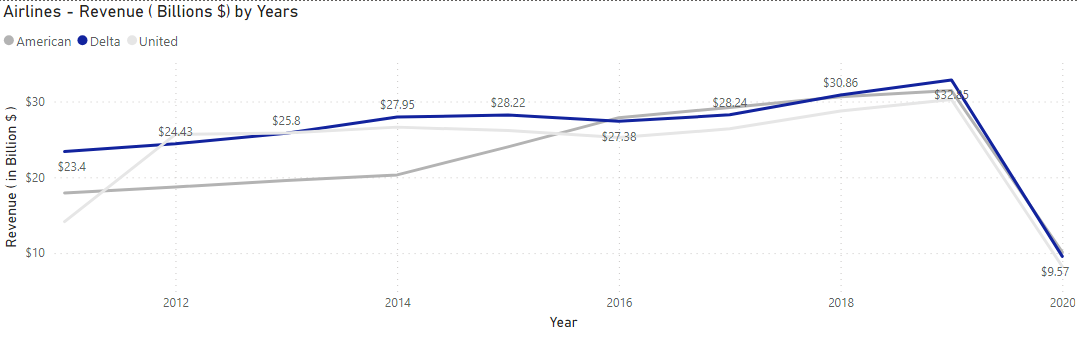 Airlines - Revenue ( Billions $) by Years
American Delta United
Revenue ( in Billion $ )
$30
$20
$10
$23.4
$24.43
$25.8
$27.95
$28.22
$27.38
$28.24
$30.86
$9.57
2012 2014 2016 2018 2020
Year